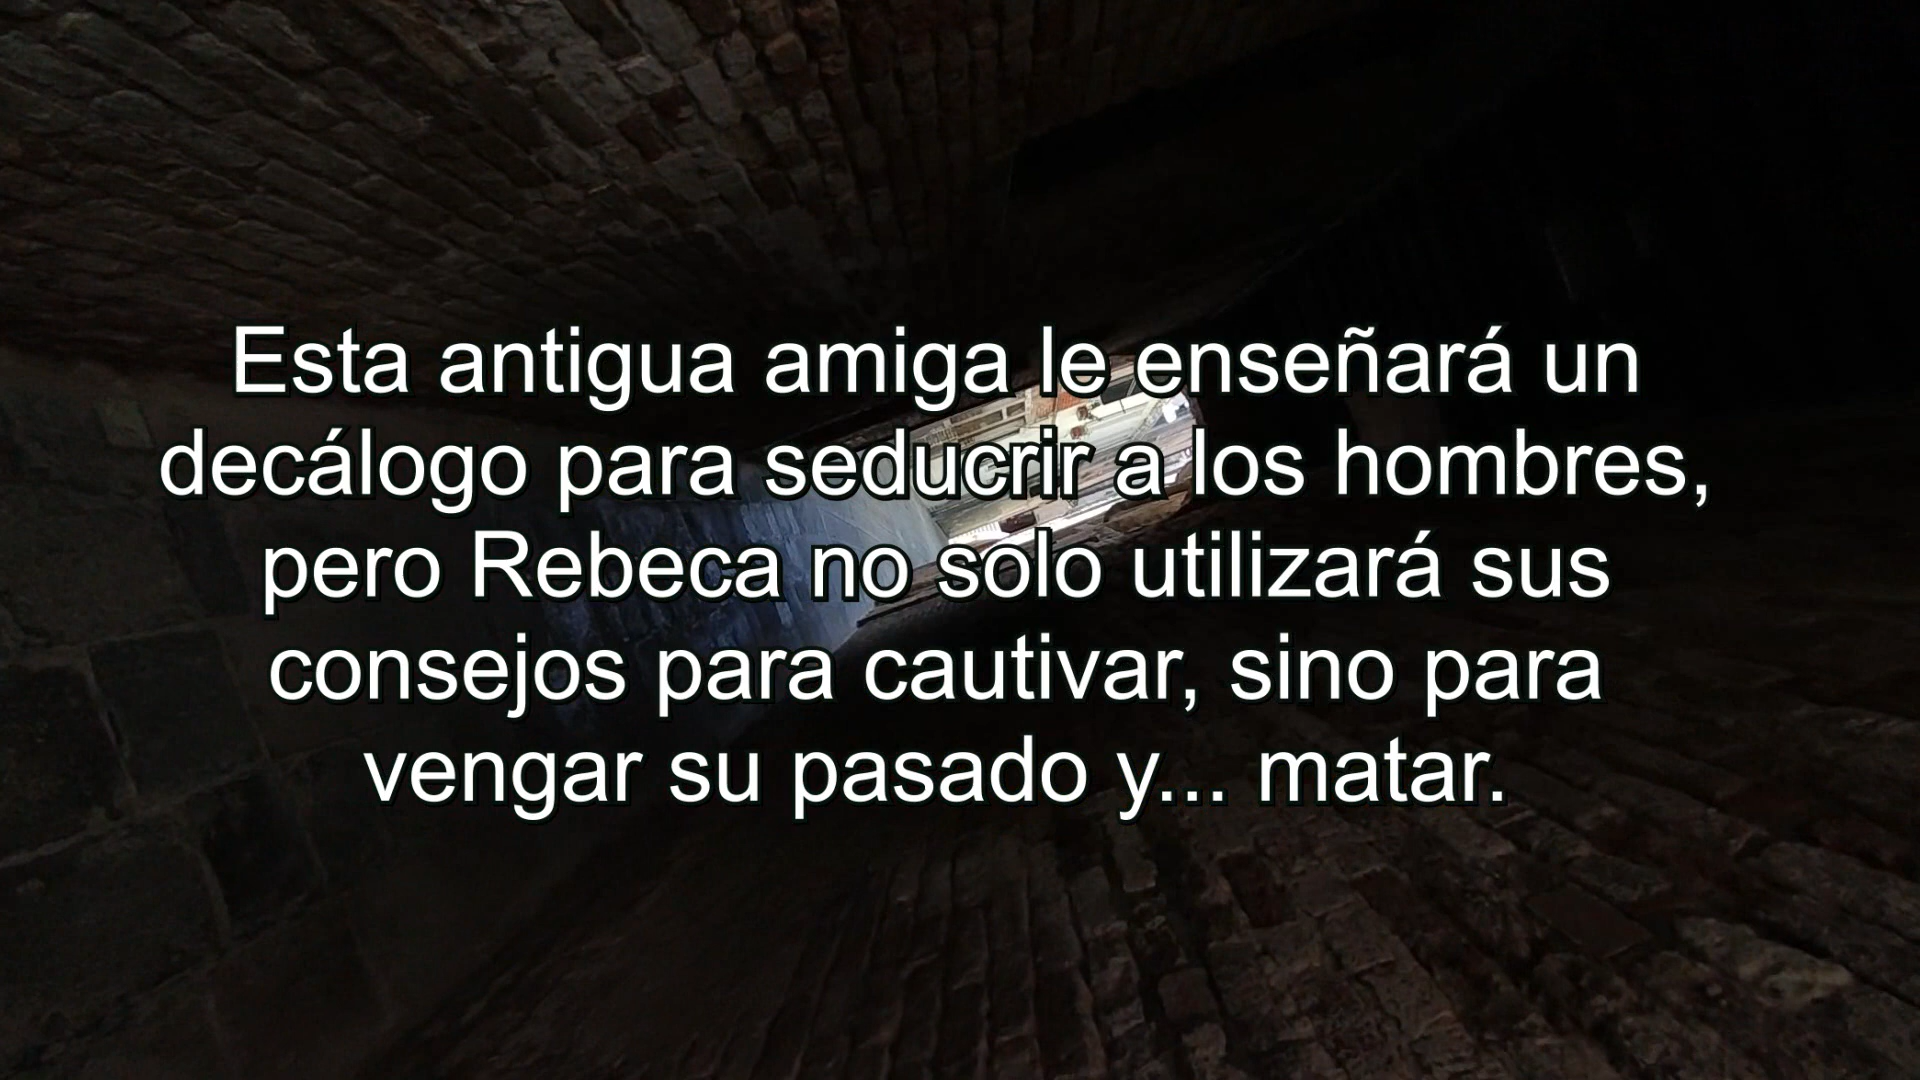 Esta antigua amiga le enseñará un
decálogo para seducrir a los hombres,
pero Rebeca no solo utilizará sus
consejos para cautivar, sino para
vengar su pasado y... matar.